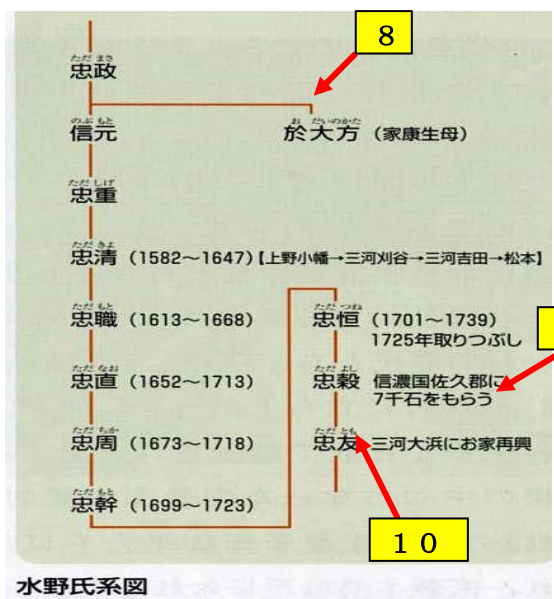 8
ただ まさ
忠政
のぶ もと
信元
お だいのかた
於大方 (家康生母)
ただ しげ
忠重
ただ きよ
忠清 (1582〜1647)【上野小幡→三河刈谷→三河吉田→松本】
ただ もと
忠職 (1613〜1668)
ただ なお
忠直 (1652〜1713)
ただ ちか
忠周 (1673〜1718)
ただ もと
忠幹 (1699〜1723)
ただ つね
忠恒 (1701〜1739)
1725年取りつぶし
ただ よし
忠穀 信濃国佐久郡に
7千石をもらう
ただ とも
忠友 三河大浜にお家再興
10
水野氏系図